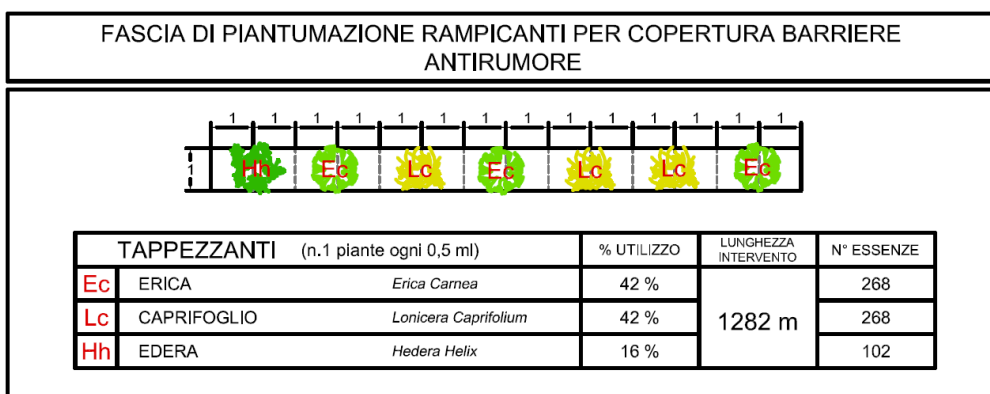 FASCIA DI PIANTUMAZIONE RAMPICANTI PER COPERTURA BARRIERE
ANTIRUMORE
1 1 1 1 1 1 1 1 1 1 1 1 1 1
1 Hh Ec Lc Ec Lc Lc Ec
TAPPEZZANTI (n.1 piante ogni 0,5 ml) % UTILIZZO LUNGHEZZA INTERVENTO N° ESSENZE
Ec ERICA Erica Carnea 42 % 268
Lc CAPRIFOGLIO Lonicera Caprifolium 42 % 1282 m 268
Hh EDERA Hedera Helix 16 % 102